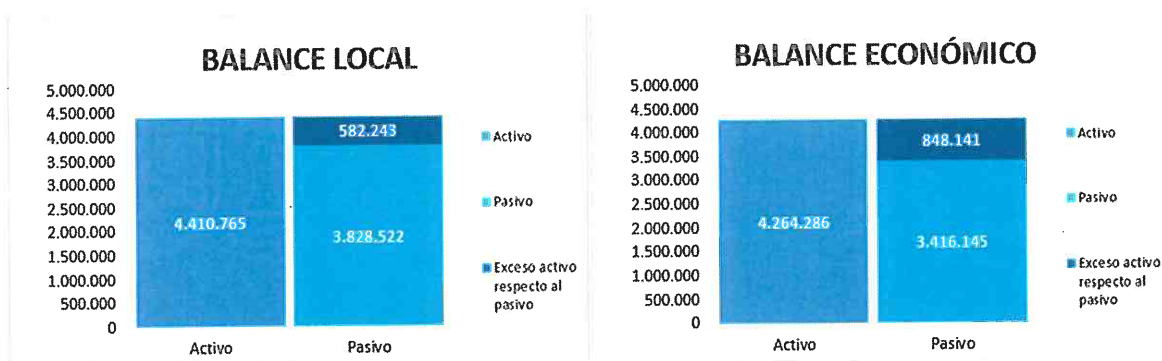 BALANCE LOCAL
5.000.000
4.500.000
4.000.000
3.500.000
3.000.000
2.500.000
2.000.000
1.500.000
1.000.000
500.000
0
4.410.765
582.243
3.828.522
Activo
Pasivo
Activo
Pasivo
Exceso activo
respecto al
pasivo
BALANCE ECONÓMICO
5.000.000
4.500.000
4.000.000
3.500.000
3.000.000
2.500.000
2.000.000
1.500.000
1.000.000
500.000
0
4.264.286
848.141
3.416.145
Activo
Pasivo
Activo
Pasivo
Exceso activo
respecto al
pasivo